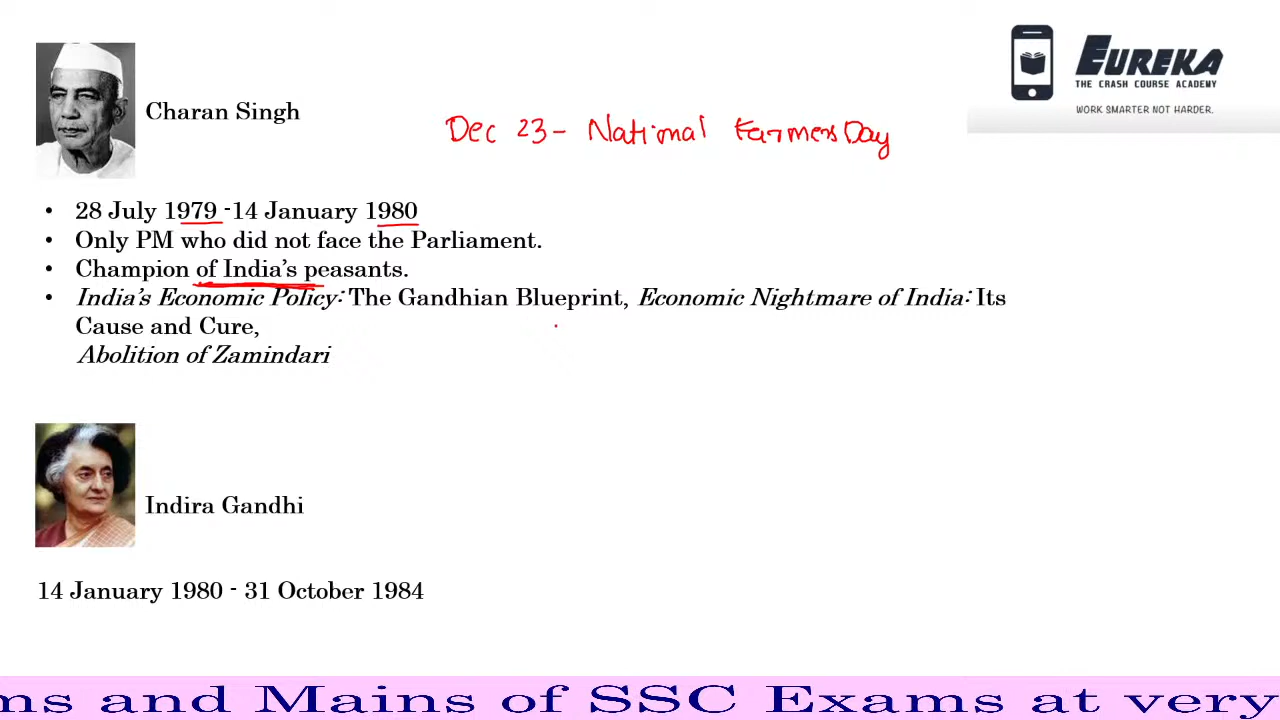 EUREKA
THE CRASH COURSE ACADEMY
WORK SMARTER NOT HARDER.
Charan Singh
Dec 23 - National Farmers Day
• 28 July 1979 -14 January 1980
• Only PM who did not face the Parliament.
• Champion of India's peasants.
• India's Economic Policy: The Gandhian Blueprint, Economic Nightmare of India: Its
Cause and Cure,
Abolition of Zamindari
Indira Gandhi
14 January 1980 - 31 October 1984
ms and Mains of SSC Exams at very